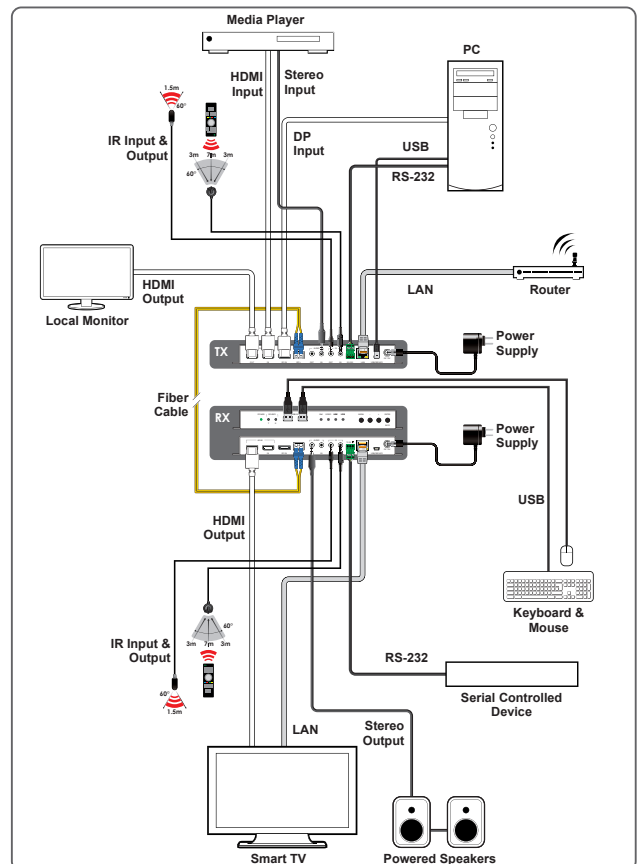 Media Player
PC
HDMI
Input
Stereo
Input
1.5m
60°
IR Input &
Output
3m 7m 3m
60°
DP
Input
USB
RS-232
HDMI
Output
Local Monitor
LAN
Router
TX
Power
Supply
Fiber
Cable
RX
Power
Supply
HDMI
Output
USB
Keyboard &
Mouse
60°
3m 7m 3m
IR Input &
Output
60°
1.5m
RS-232
Serial Controlled
Device
LAN
Stereo
Output
Smart TV
Powered Speakers